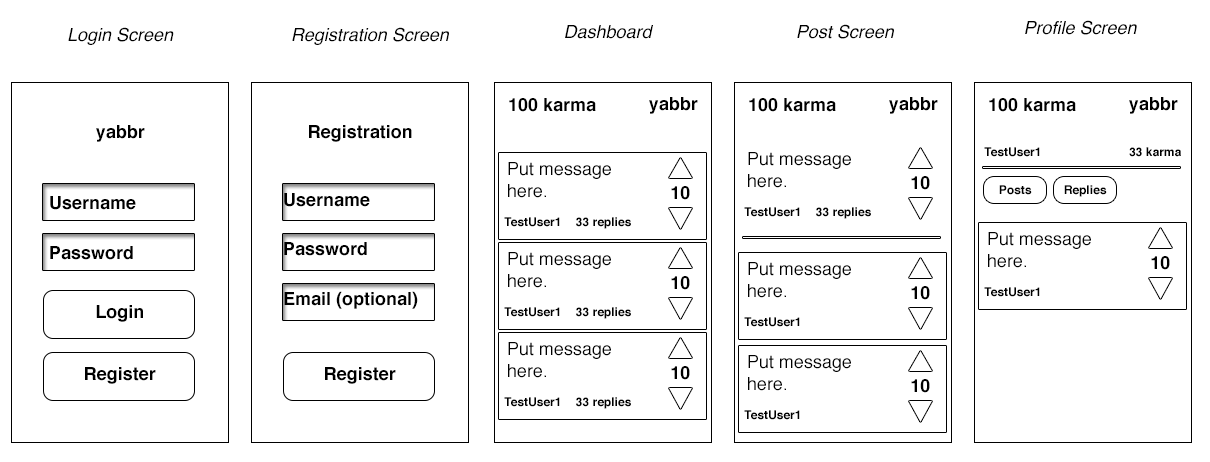 Login Screen
yabbr
Username
Password
Login
Register
Registration Screen
Registration
Username
Password
Email (optional)
Register
Dashboard
100 karma yabbr
Put message
here.
10
TestUser1 33 replies
Put message
here.
10
TestUser1 33 replies
Put message
here.
10
TestUser1 33 replies
Post Screen
100 karma yabbr
Put message
here.
10
TestUser1 33 replies
Put message
here.
10
TestUser1
Put message
here.
10
TestUser1
Profile Screen
100 karma yabbr
TestUser1 33 karma
Posts Replies
Put message
here.
10
TestUser1